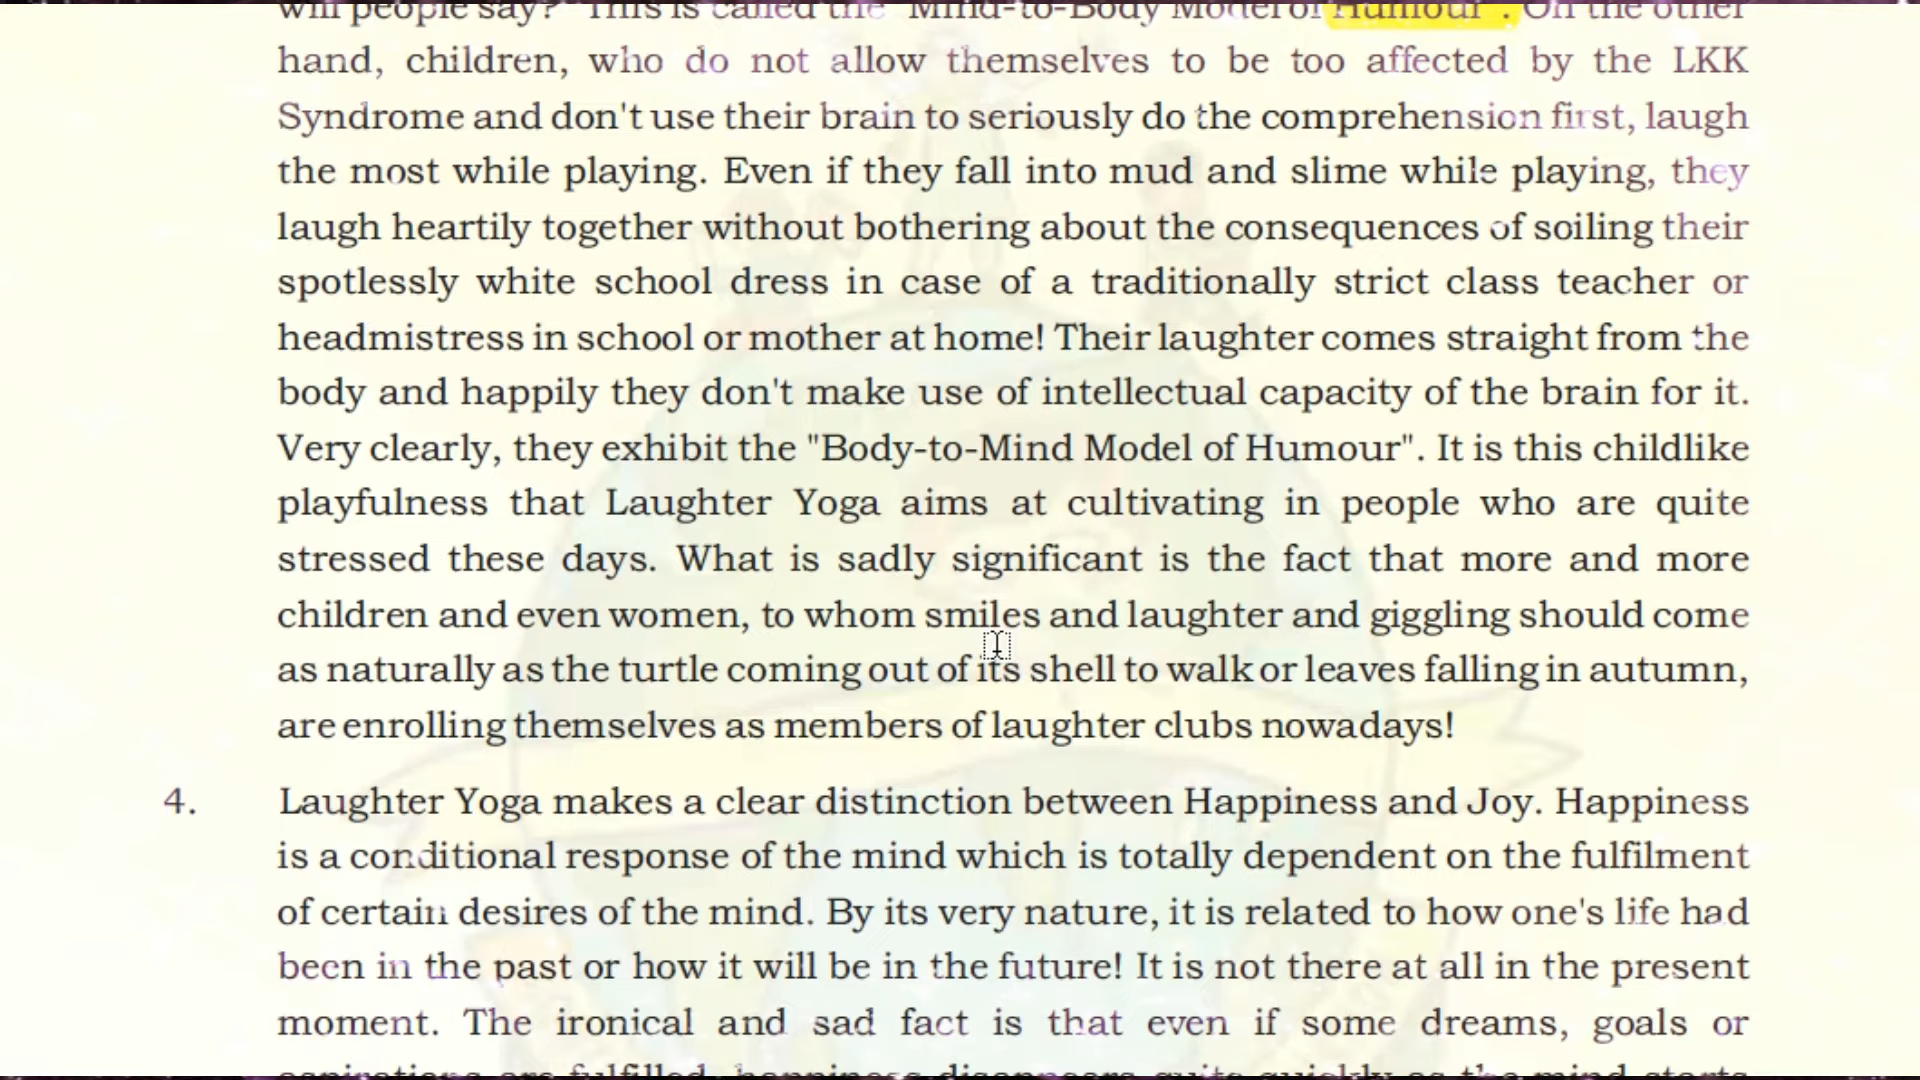 will people say?" This is called the "Mind-to-Body Model of Humour". On the other
hand, children, who do not allow themselves to be too affected by the LKK
Syndrome and don't use their brain to seriously do the comprehension first, laugh
the most while playing. Even if they fall into mud and slime while playing, they
laugh heartily together without bothering about the consequences of soiling their
spotlessly white school dress in case of a traditionally strict class teacher or
headmistress in school or mother at home! Their laughter comes straight from the
body and happily they don't make use of intellectual capacity of the brain for it.
Very clearly, they exhibit the "Body-to-Mind Model of Humour". It is this childlike
playfulness that Laughter Yoga aims at cultivating in people who are quite
stressed these days. What is sadly significant is the fact that more and more
children and even women, to whom smiles and laughter and giggling should come
as naturally as the turtle coming out of its shell to walk or leaves falling in autumn,
are enrolling themselves as members of laughter clubs nowadays!
4. Laughter Yoga makes a clear distinction between Happiness and Joy. Happiness
is a conditional response of the mind which is totally dependent on the fulfilment
of certain desires of the mind. By its very nature, it is related to how one's life had
been in the past or how it will be in the future! It is not there at all in the present
moment. The ironical and sad fact is that even if some dreams, goals or
aspirations are fulfilled, happiness disappears quite quickly as the mind starts